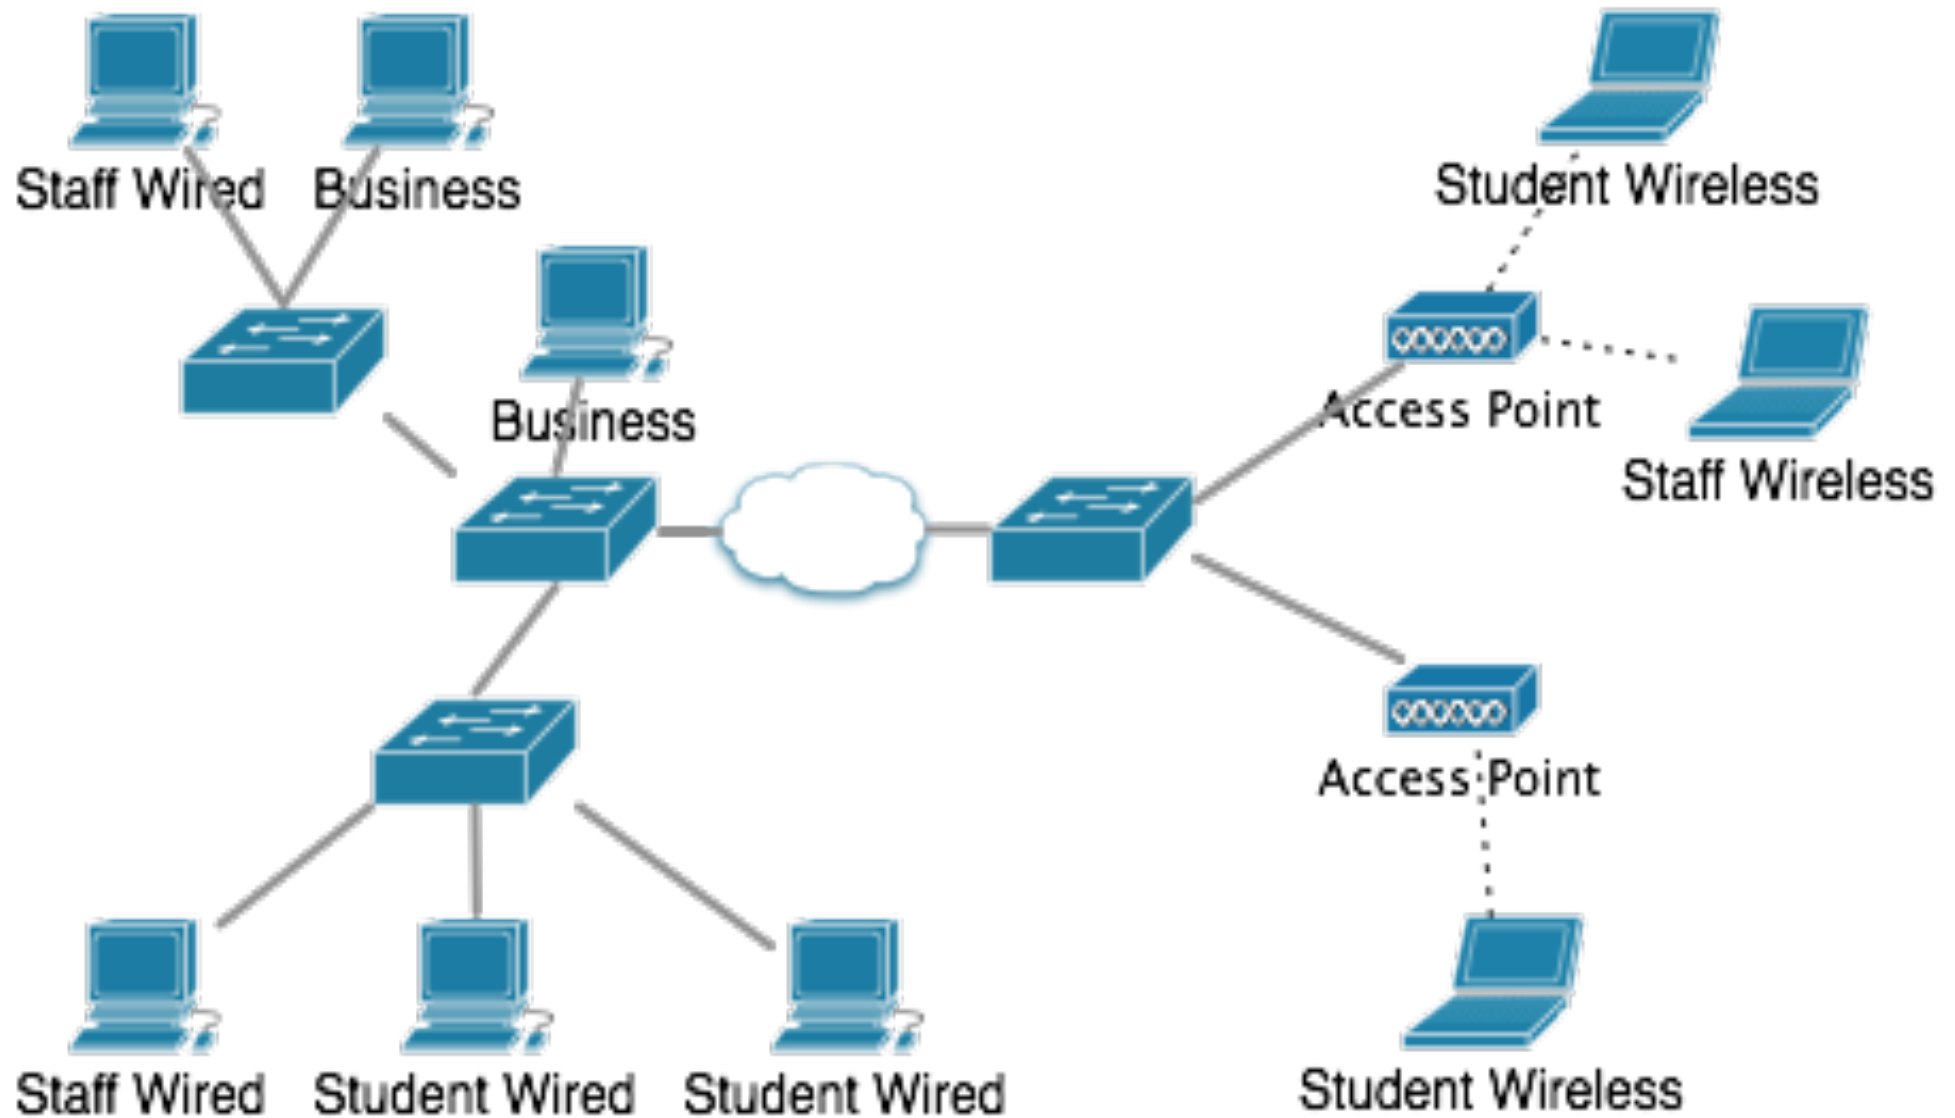 Staff Wired
Business
Student Wireless
Business
Access Point
Staff Wireless
Access Point
Staff Wired
Student Wired
Student Wired
Student Wireless